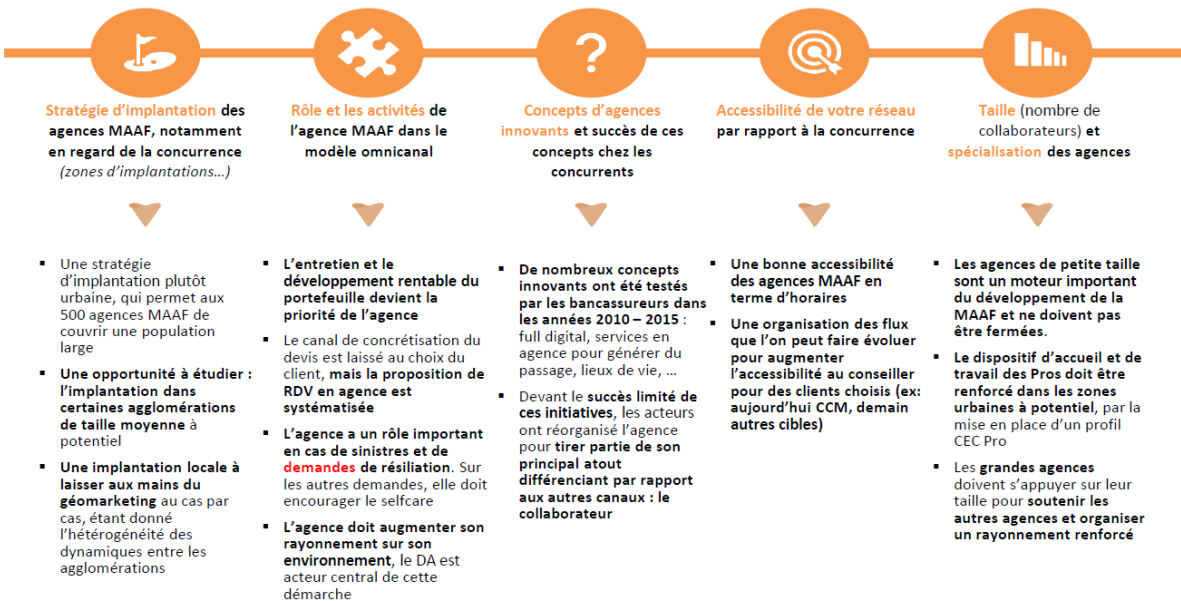 Stratégie d'implantation des
agences MAAF, notamment
en regard de la concurrence
(zones d'implantations…)
Rôle et les activités de
l'agence MAAF dans le
modèle omnicanal
?
Concepts d'agences
innovants et succès de ces
concepts chez les
concurrents
Accessibilité de votre réseau
par rapport à la concurrence
Taille (nombre de
collaborateurs) et
spécialisation des agences
▪ Une stratégie
d'implantation plutôt
urbaine, qui permet aux
500 agences MAAF de
couvrir une population
large
▪ Une opportunité à étudier :
l'implantation dans
certaines agglomérations
de taille moyenne à
potentiel
▪ Une implantation locale à
laisser aux mains du
géomarketing au cas par
cas, étant donné
l'hétérogénéité des
dynamiques entre les
agglomérations
▪ L'entretien et le
développement rentable du
portefeuille devient la
priorité de l'agence
▪ Le canal de concrétisation du
devis est laissé au choix du
client, mais la proposition de
RDV en agence est
systématisée
▪ L'agence a un rôle important
en cas de sinistres et de
demandes de résiliation. Sur
les autres demandes, elle doit
encourager le selfcare
▪ L'agence doit augmenter son
rayonnement sur son
environnement, le DA est
acteur central de cette
démarche
▪ De nombreux concepts
innovants ont été testés
par les bancassureurs dans
les années 2010 – 2015 :
full digital, services en
agence pour générer du
passage, lieux de vie, …
▪ Devant le succès limité de
ces initiatives, les acteurs
ont réorganisé l'agence
pour tirer partie de son
principal atout
différenciant par rapport
aux autres canaux : le
collaborateur
▪ Une bonne accessibilité
des agences MAAF en
terme d'horaires
▪ Une organisation des flux
que l'on peut faire évoluer
pour augmenter
l'accessibilité au conseiller
pour des clients choisis (ex:
aujourd'hui CCM, demain
autres cibles)
▪ Les agences de petite taille
sont un moteur important
du développement de la
MAAF et ne doivent pas
être fermées.
▪ Le dispositif d'accueil et de
travail des Pros doit être
renforcé dans les zones
urbaines à potentiel, par la
mise en place d'un profil
CEC Pro
▪ Les grandes agences
doivent s'appuyer sur leur
taille pour soutenir les
autres agences et organiser
un rayonnement renforcé